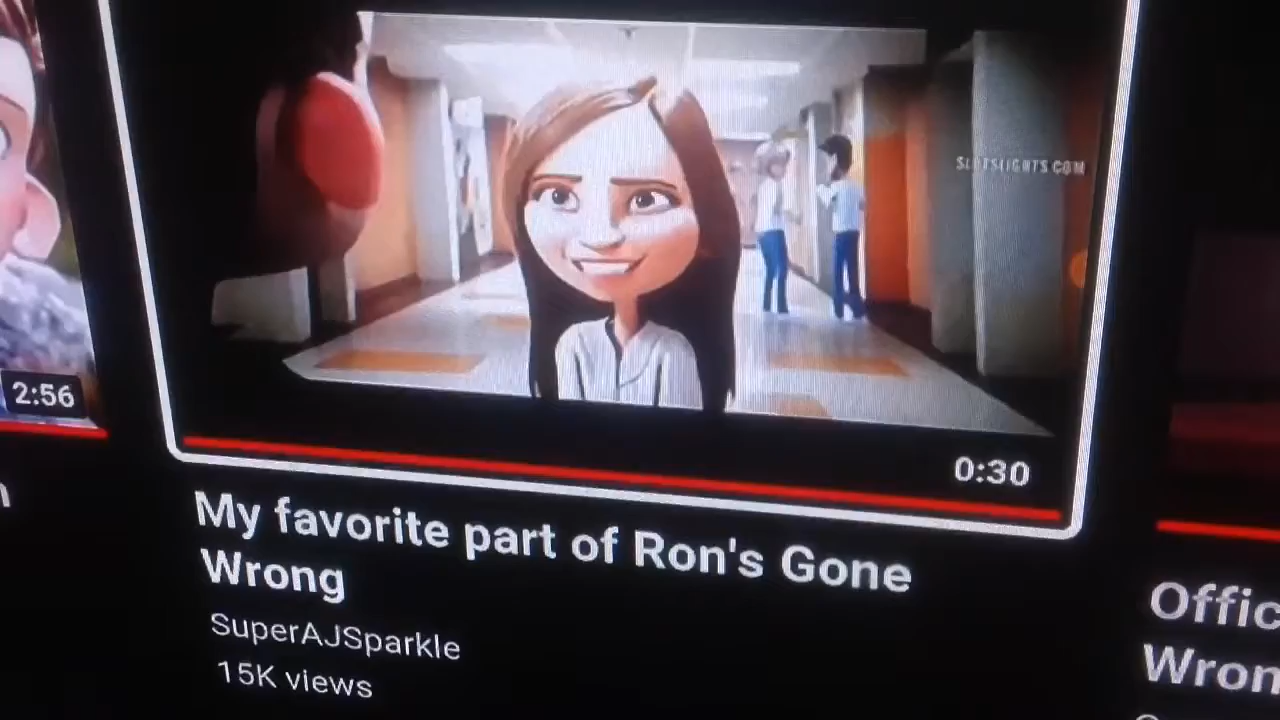 2:56
0:30
My favorite part of Ron's Gone
Wrong
SuperAJSparkle
15K views
Offic
Wron